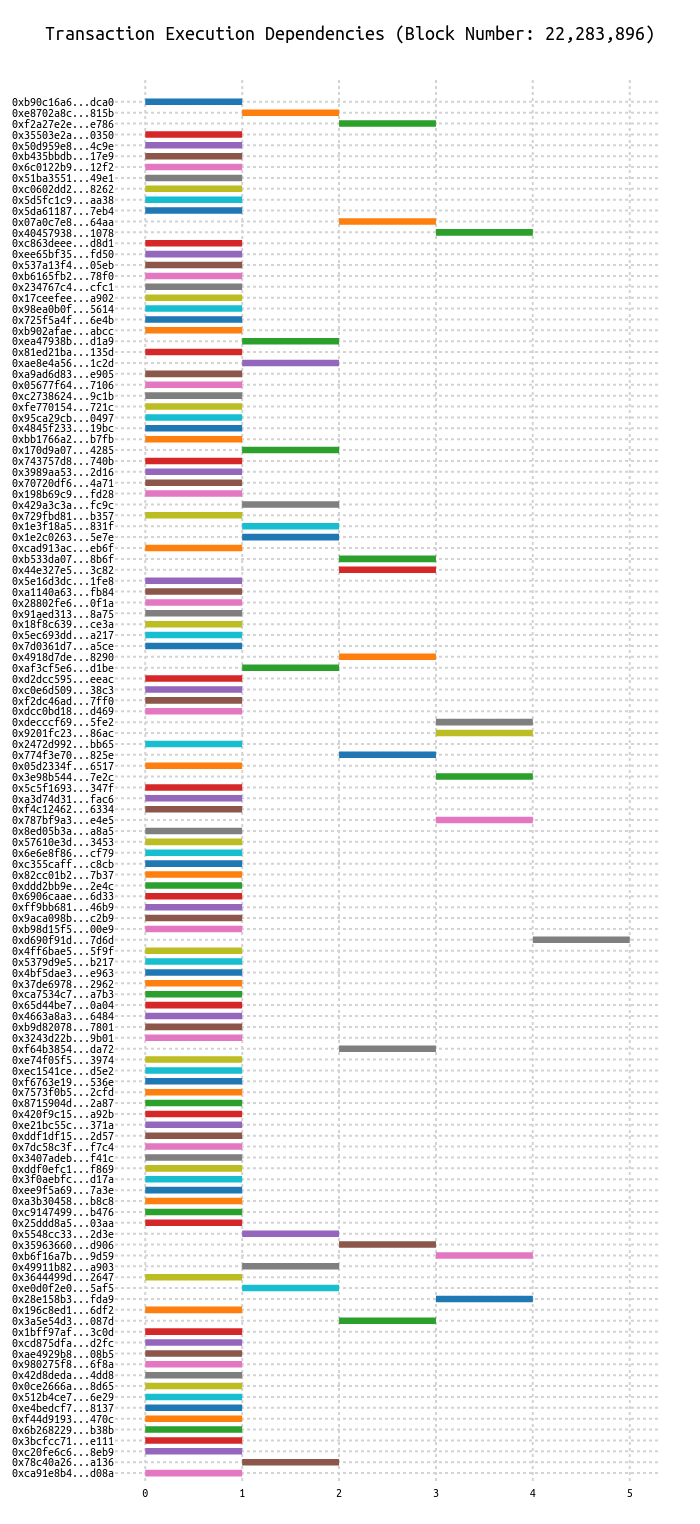 Transaction Execution Dependencies (Block Number: 22,283,896)
0xb90c16a6...dca0
0xe8702a8c...815b
0xf2a27e2e...e786
0x35503e2a...0350
0x50d959e8...4c9e
0xb435bbdb...17e9
0x6c0122b9...12f2
0x51ba3551...49e1
0xc0602dd2...8262
0x5d5fc1c9...aa38
0x5da61187...7eb4
0x07a0c7e8...64aa
0x40457938...1078
0xc863deee...d8d1
0xee65bf35...fd50
0x537a13f4...05eb
0xb6165fb2...78f0
0x234767c4...cfc1
0x17ceefee...a902
0x98ea0b0f...5614
0x725f5a4f...6e4b
0xb902afae...abcc
0xea47938b...d1a9
0x81ed21ba...135d
0xae8e4a56...1c2d
0xa9ad6d83...e905
0x05677f64...7106
0xc2738624...9c1b
0xfe770154...721c
0x95ca29cb...0497
0x4845f233...19bc
0xbb1766a2...b7fb
0x170d9a07...4285
0x743757d8...740b
0x3989aa53...2d16
0x70720df6...4a71
0x198b69c9...fd28
0x429a3c3a...fc9c
0x729fbd81...b357
0x1e3f18a5...831f
0x1e2c0263...5e7e
0xcad913ac...eb6f
0xb533da07...8b6f
0x44e327e5...3c82
0x5e16d3dc...1fe8
0xa1140a63...fb84
0x28802fe6...0f1a
0x91aed313...8a75
0x18f8c639...ce3a
0x5ec693dd...a217
0x7d0361d7...a5ce
0x4918d7de...8290
0xaf3cf5e6...d1be
0xd2dcc595...eeac
0xc0e6d509...38c3
0xf2dc46ad...7ff0
0xdcc0bd18...d469
0xdecccf69...5fe2
0x9201fc23...86ac
0x2472d992...bb65
0x774f3e70...825e
0x05d2334f...6517
0x3e98b544...7e2c
0x5c5f1693...347f
0xa3d74d31...fac6
0xf4c12462...6334
0x787bf9a3...e4e5
0x8ed05b3a...a8a5
0x57610e3d...3453
0x6e6e8f86...cf79
0xc355caff...c8cb
0x82cc01b2...7b37
0xddd2bb9e...2e4c
0x6906caae...6d33
0xff9bb681...46b9
0x9aca098b...c2b9
0xb98d15f5...00e9
0xd690f91d...7d6d
0x4ff6bae5...5f9f
0x5379d9e5...b217
0x4bf5dae3...e963
0x37de6978...2962
0xca7534c7...a7b3
0x65d44be7...0a04
0x4663a8a3...6484
0xb9d82078...7801
0x3243d22b...9b01
0xf64b3854...da72
0xe74f05f5...3974
0xec1541ce...d5e2
0xf6763e19...536e
0x7573f0b5...2cfd
0x8715904d...2a87
0x420f9c15...a92b
0xe21bc55c...371a
0xddf1df15...2d57
0x7dc58c3f...f7c4
0x3407adeb...f41c
0xddf0efc1...f869
0x3f0aebfc...d17a
0xee9f5a69...7a3e
0xa3b30458...b8c8
0xc9147499...b476
0x25ddd8a5...03aa
0x5548cc33...2d3e
0x35963660...d906
0xb6f16a7b...9d59
0x49911b82...a903
0x3644499d...2647
0xe0d0f2e0...5af5
0x28e158b3...fda9
0x196c8ed1...6df2
0x3a5e54d3...087d
0x1bff97af...3c0d
0xcd875dfa...d2fc
0xae4929b8...08b5
0x980275f8...6f8a
0x42d8deda...4dd8
0x0ce2666a...8d65
0x512b4ce7...6e29
0xe4bedcf7...8137
0xf44d9193...470c
0x6b268229...b38b
0x3bcfcc71...e111
0xc20fe6c6...8eb9
0x78c40a26...a136
0xca91e8b4...d08a
0 1 2 3 4 5